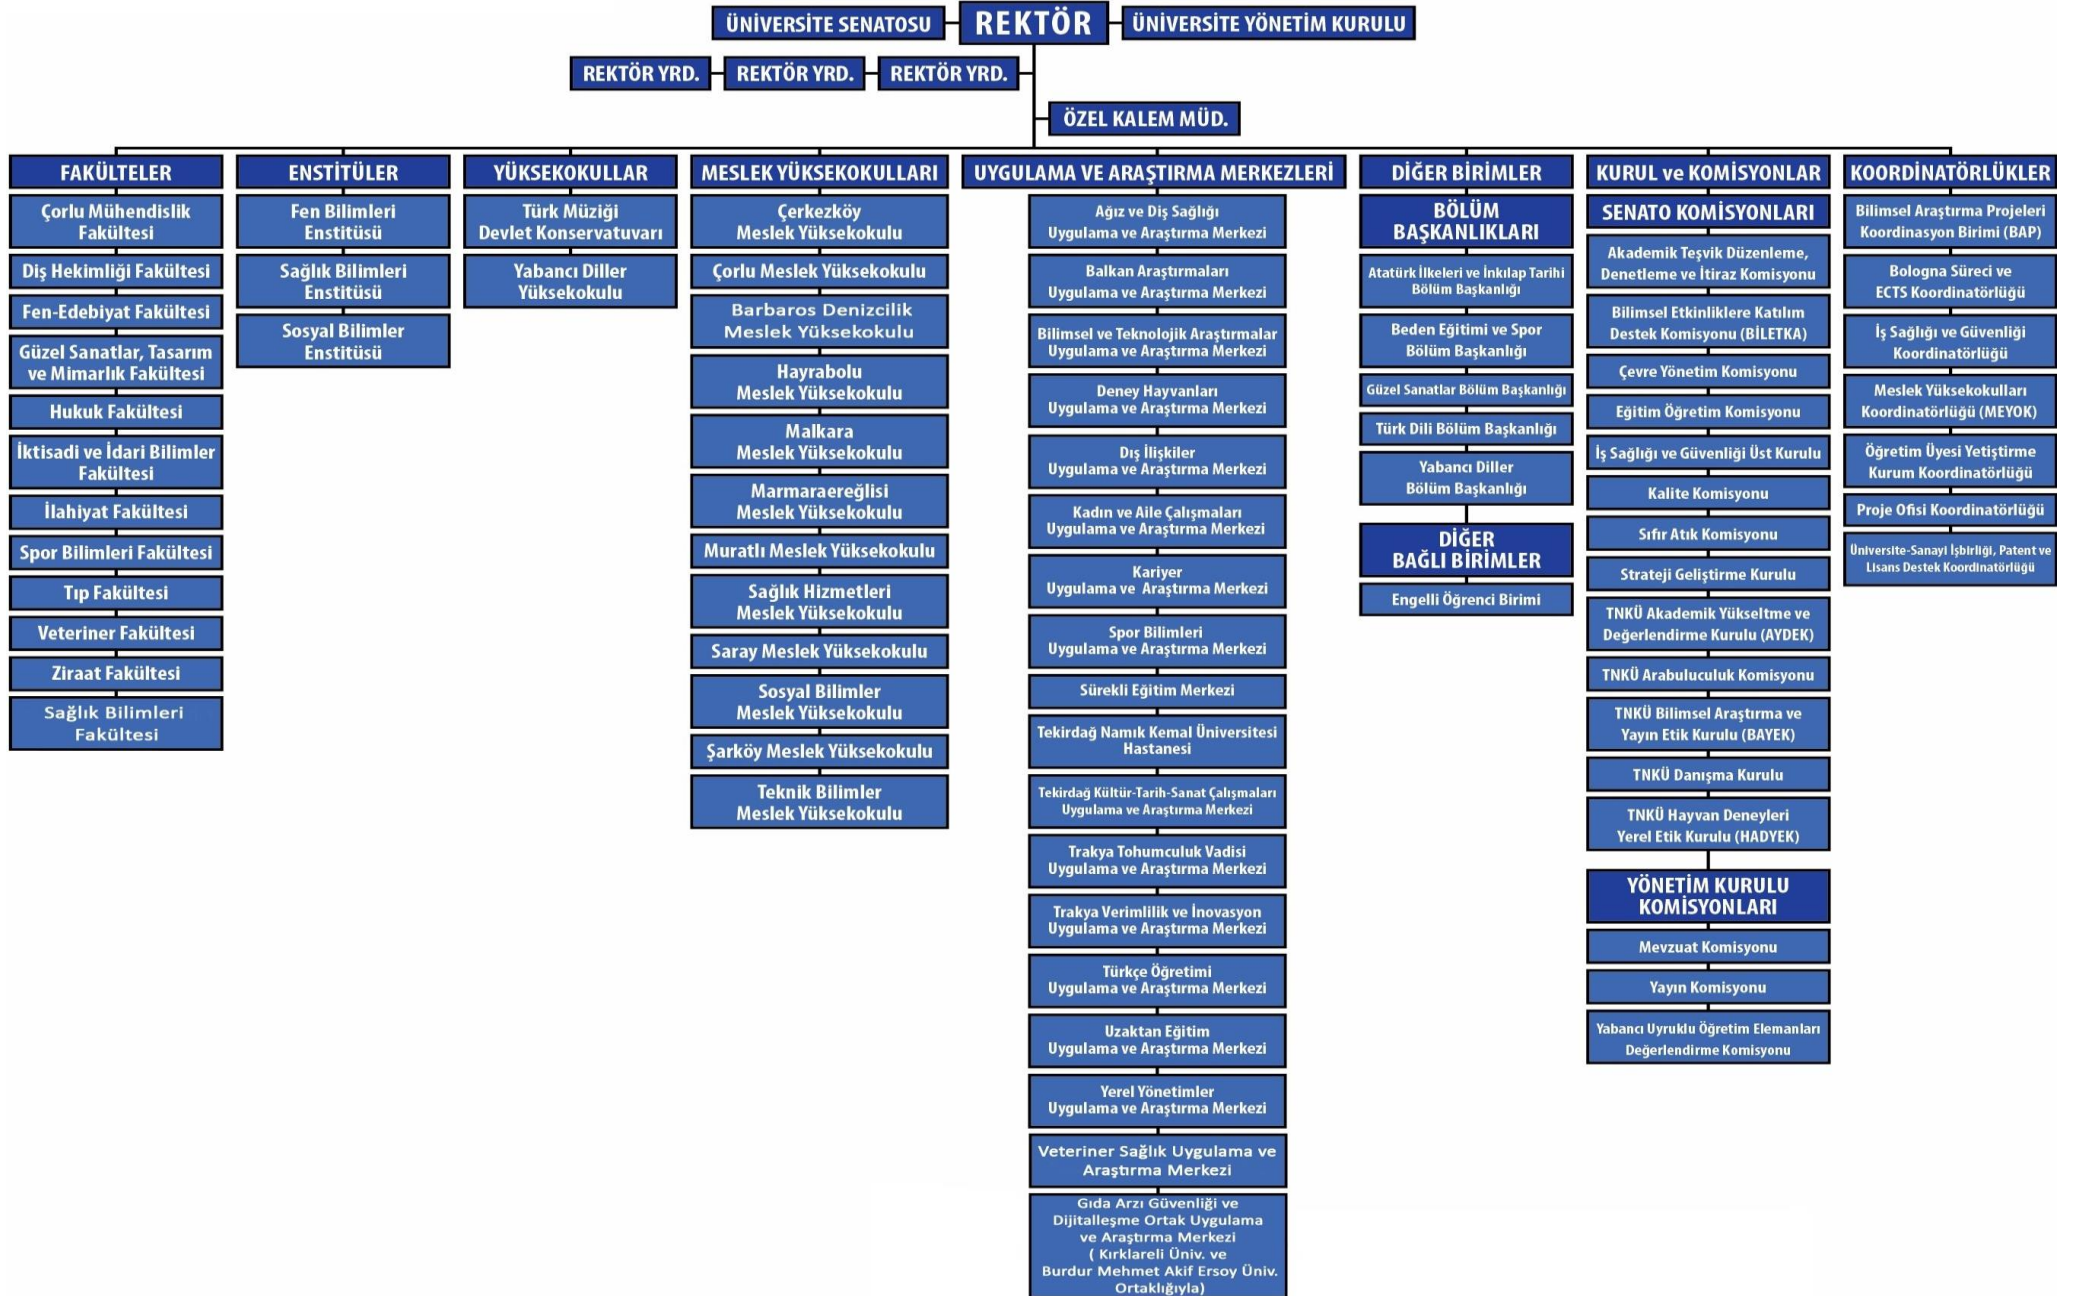 ÜNİVERSİTE SENATOSU
REKTÖR
ÜNİVERSİTE YÖNETİM KURULU
REKTÖR YRD.
REKTÖR YRD.
REKTÖR YRD.
ÖZEL KALEM MÜD.
FAKÜLTELER
Çorlu Mühendislik
Fakültesi
Diş Hekimliği Fakültesi
Fen-Edebiyat Fakültesi
Güzel Sanatlar, Tasarım
ve Mimarlık Fakültesi
Hukuk Fakültesi
İktisadi ve İdari Bilimler
Fakültesi
İlahiyat Fakültesi
Spor Bilimleri Fakültesi
Tıp Fakültesi
Veteriner Fakültesi
Ziraat Fakültesi
Sağlık Bilimleri
Fakültesi
ENSTİTÜLER
Fen Bilimleri
Enstitüsü
Sağlık Bilimleri
Enstitüsü
Sosyal Bilimler
Enstitüsü
YÜKSEKOKULLAR
Türk Müziği
Devlet Konservatuvarı
Yabancı Diller
Yüksekokulu
MESLEK YÜKSEKOKULLARI
Çerkezköy
Meslek Yüksekokulu
Çorlu Meslek Yüksekokulu
Barbaros Denizcilik
Meslek Yüksekokulu
Hayrabolu
Meslek Yüksekokulu
Malkara
Meslek Yüksekokulu
Marmaraereğlisi
Meslek Yüksekokulu
Muratlı Meslek Yüksekokulu
Sağlık Hizmetleri
Meslek Yüksekokulu
Saray Meslek Yüksekokulu
Sosyal Bilimler
Meslek Yüksekokulu
Şarköy Meslek Yüksekokulu
Teknik Bilimler
Meslek Yüksekokulu
UYGULAMA VE ARAŞTIRMA MERKEZLERİ
Ağız ve Diş Sağlığı
Uygulama ve Araştırma Merkezi
Balkan Araştırmaları
Uygulama ve Araştırma Merkezi
Bilimsel ve Teknolojik Araştırmalar
Uygulama ve Araştırma Merkezi
Deney Hayvanları
Uygulama ve Araştırma Merkezi
Dış İlişkiler
Uygulama ve Araştırma Merkezi
Kadın ve Aile Çalışmaları
Uygulama ve Araştırma Merkezi
Kariyer
Uygulama ve Araştırma Merkezi
Spor Bilimleri
Uygulama ve Araştırma Merkezi
Sürekli Eğitim Merkezi
Tekirdağ Namık Kemal Üniversitesi
Hastanesi
Tekirdağ Kültür-Tarih-Sanat Çalışmaları
Uygulama ve Araştırma Merkezi
Trakya Tohumculuk Vadisi
Uygulama ve Araştırma Merkezi
Trakya Verimlilik ve İnovasyon
Uygulama ve Araştırma Merkezi
Türkçe Öğretimi
Uygulama ve Araştırma Merkezi
Uzaktan Eğitim
Uygulama ve Araştırma Merkezi
Yerel Yönetimler
Uygulama ve Araştırma Merkezi
Veteriner Sağlık Uygulama ve
Araştırma Merkezi
Gıda Arzı Güvenliği ve
Dijitalleşme Ortak Uygulama
ve Araştırma Merkezi
( Kırklareli Üniv. ve
Burdur Mehmet Akif Ersoy Üniv.
Ortaklığıyla)
DİĞER BİRİMLER
BÖLÜM
BAŞKANLIKLARI
Atatürk İlkeleri ve İnkılap Tarihi
Bölüm Başkanlığı
Beden Eğitimi ve Spor
Bölüm Başkanlığı
Güzel Sanatlar Bölüm Başkanlığı
Türk Dili Bölüm Başkanlığı
Yabancı Diller
Bölüm Başkanlığı
DİĞER
BAĞLI BİRİMLER
Engelli Öğrenci Birimi
KURUL ve KOMİSYONLAR
SENATO KOMİSYONLARI
Akademik Teşvik Düzenleme,
Denetleme ve İtiraz Komisyonu
Bilimsel Etkinliklere Katılım
Destek Komisyonu (BİLETKA)
Çevre Yönetim Komisyonu
Eğitim Öğretim Komisyonu
İş Sağlığı ve Güvenliği Üst Kurulu
Kalite Komisyonu
Sıfır Atık Komisyonu
Strateji Geliştirme Kurulu
TNKÜ Akademik Yükseltme ve
Değerlendirme Kurulu (AYDEK)
TNKÜ Arabuluculuk Komisyonu
TNKÜ Bilimsel Araştırma ve
Yayın Etik Kurulu (BAYEK)
TNKÜ Danışma Kurulu
TNKÜ Hayvan Deneyleri
Yerel Etik Kurulu (HADYEK)
YÖNETİM KURULU
KOMİSYONLARI
Mevzuat Komisyonu
Yayın Komisyonu
Yabancı Uyruklu Öğretim Elemanları
Değerlendirme Komisyonu
KOORDİNATÖRLÜKLER
Bilimsel Araştırma Projeleri
Koordinasyon Birimi (BAP)
Bologna Süreci ve
ECTS Koordinatörlüğü
İş Sağlığı ve Güvenliği
Koordinatörlüğü
Meslek Yüksekokulları
Koordinatörlüğü (MEYOK)
Öğretim Üyesi Yetiştirme
Kurum Koordinatörlüğü
Proje Ofisi Koordinatörlüğü
Üniversite-Sanayi İşbirliği, Patent ve
Lisans Destek Koordinatörlüğü